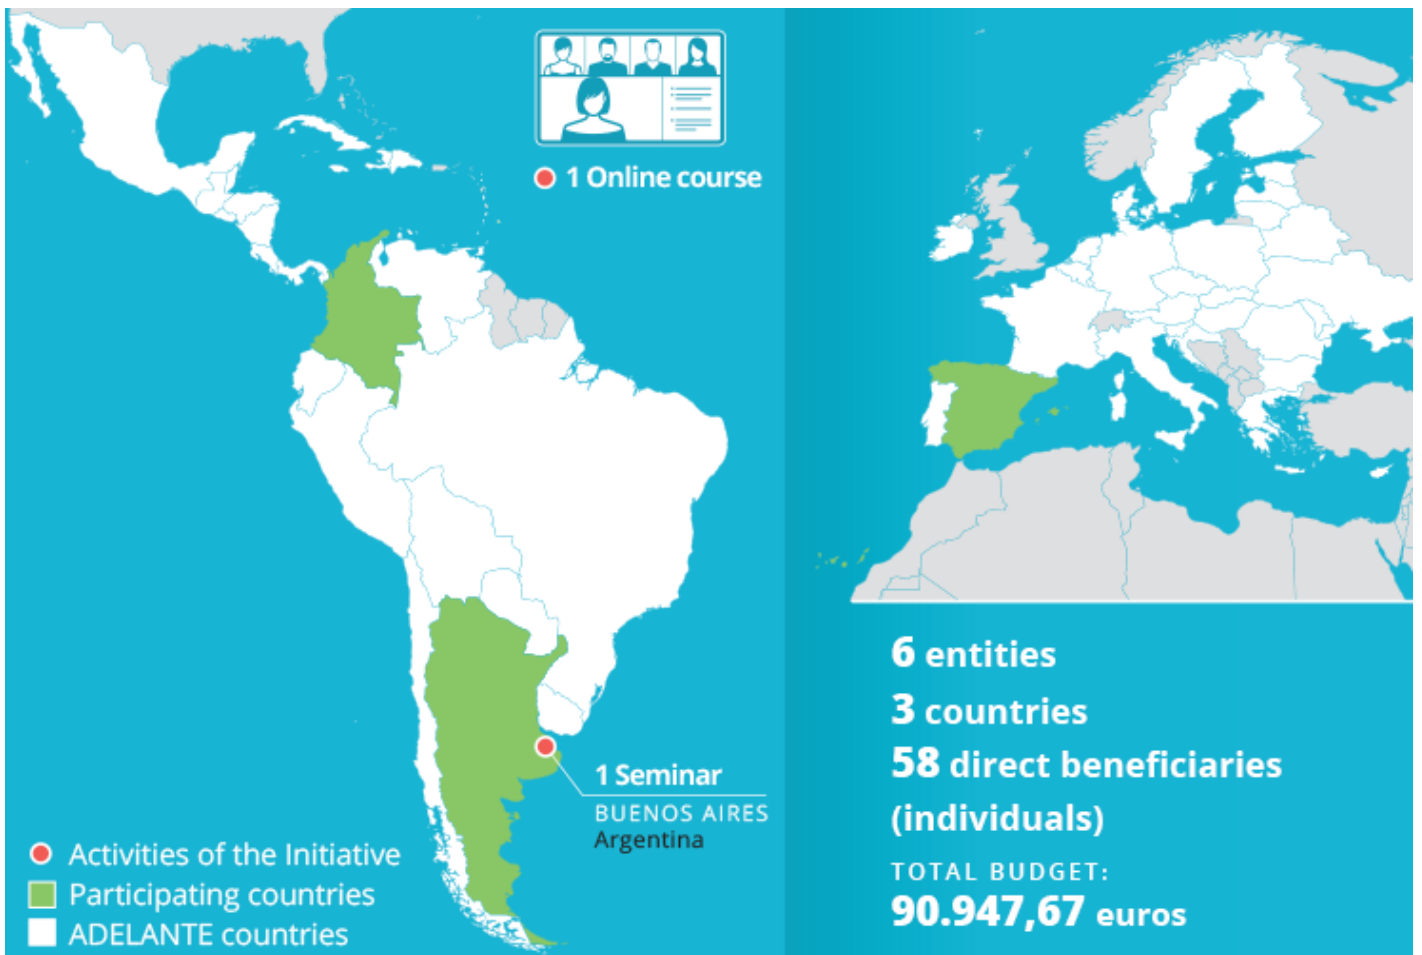 1 Online course
1 Seminar
BUENOS AIRES
Argentina
Activities of the Initiative
Participating countries
ADELANTE countries
6 entities
3 countries
58 direct beneficiaries
(individuals)
TOTAL BUDGET:
90.947,67 euros